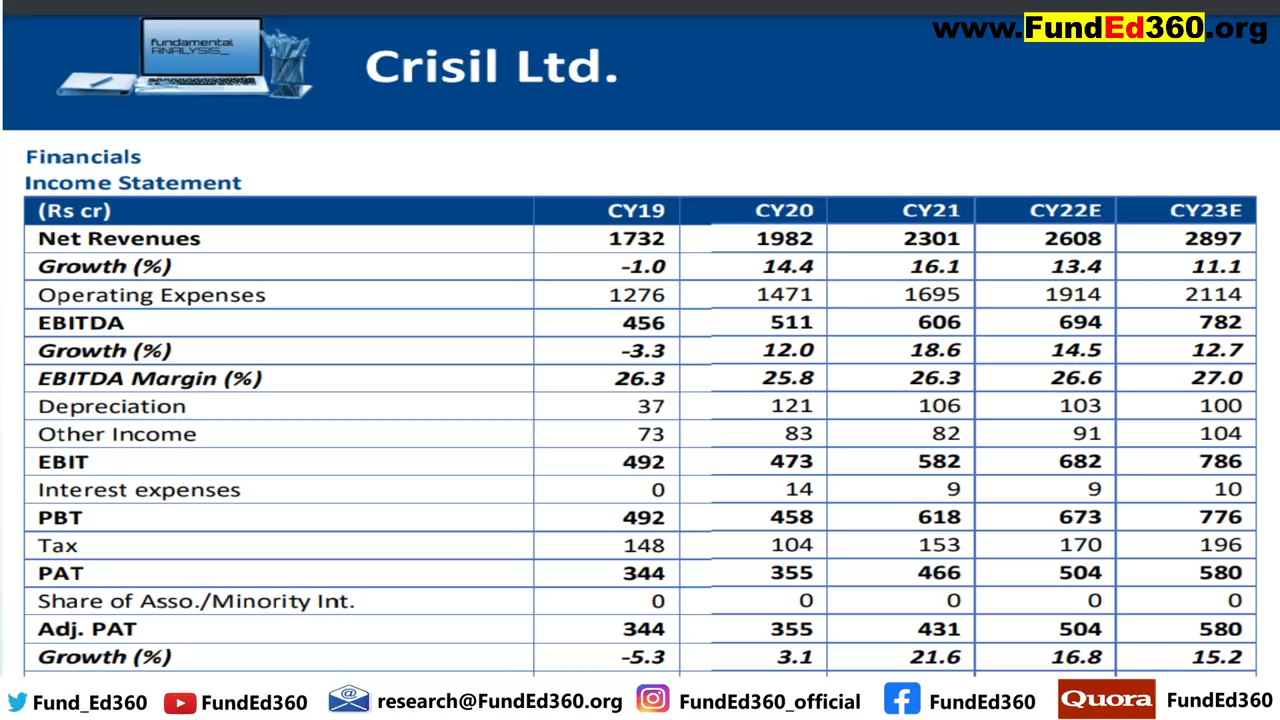 www.FundEd360.org
fundamental
ANALYSIS_
Crisil Ltd.
Financials
Income Statement
(Rs cr) CY19 CY20 CY21 CY22E CY23E
Net Revenues 1732 1982 2301 2608 2897
Growth (%) -1.0 14.4 16.1 13.4 11.1
Operating Expenses 1276 1471 1695 1914 2114
EBITDA 456 511 606 694 782
Growth (%) -3.3 12.0 18.6 14.5 12.7
EBITDA Margin (%) 26.3 25.8 26.3 26.6 27.0
Depreciation 37 121 106 103 100
Other Income 73 83 82 91 104
EBIT 492 473 582 682 786
Interest expenses 0 14 9 9 10
PBT 492 458 618 673 776
Tax 148 104 153 170 196
PAT 344 355 466 504 580
Share of Asso./Minority Int. 0 0 0 0 0
Adj. PAT 344 355 431 504 580
Growth (%) -5.3 3.1 21.6 16.8 15.2
Fund_Ed360 FundEd360 research@FundEd360.org FundEd360_official FundEd360 Quora FundEd360